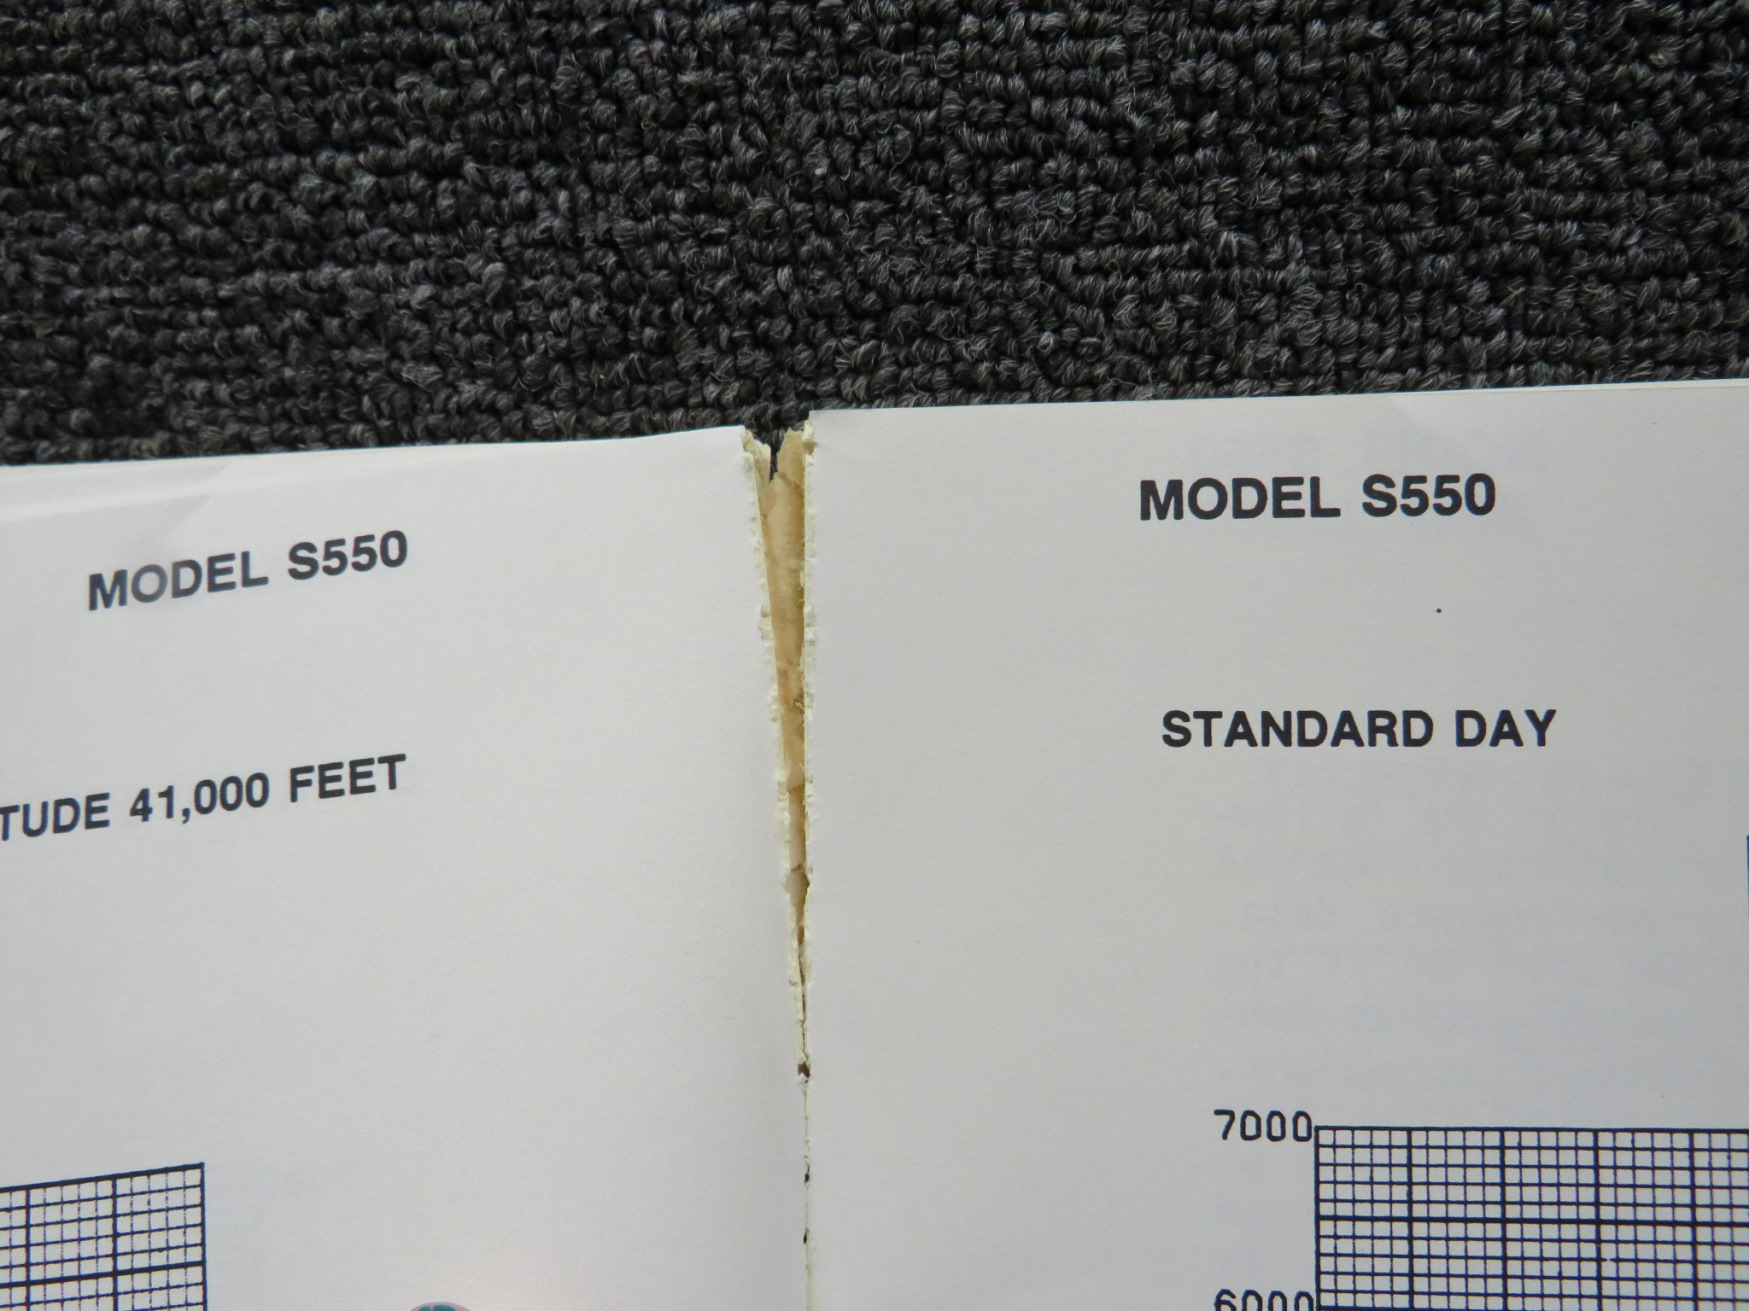 MODEL S550
TUDE 41,000 FEET
MODEL S550
STANDARD DAY
7000
6000